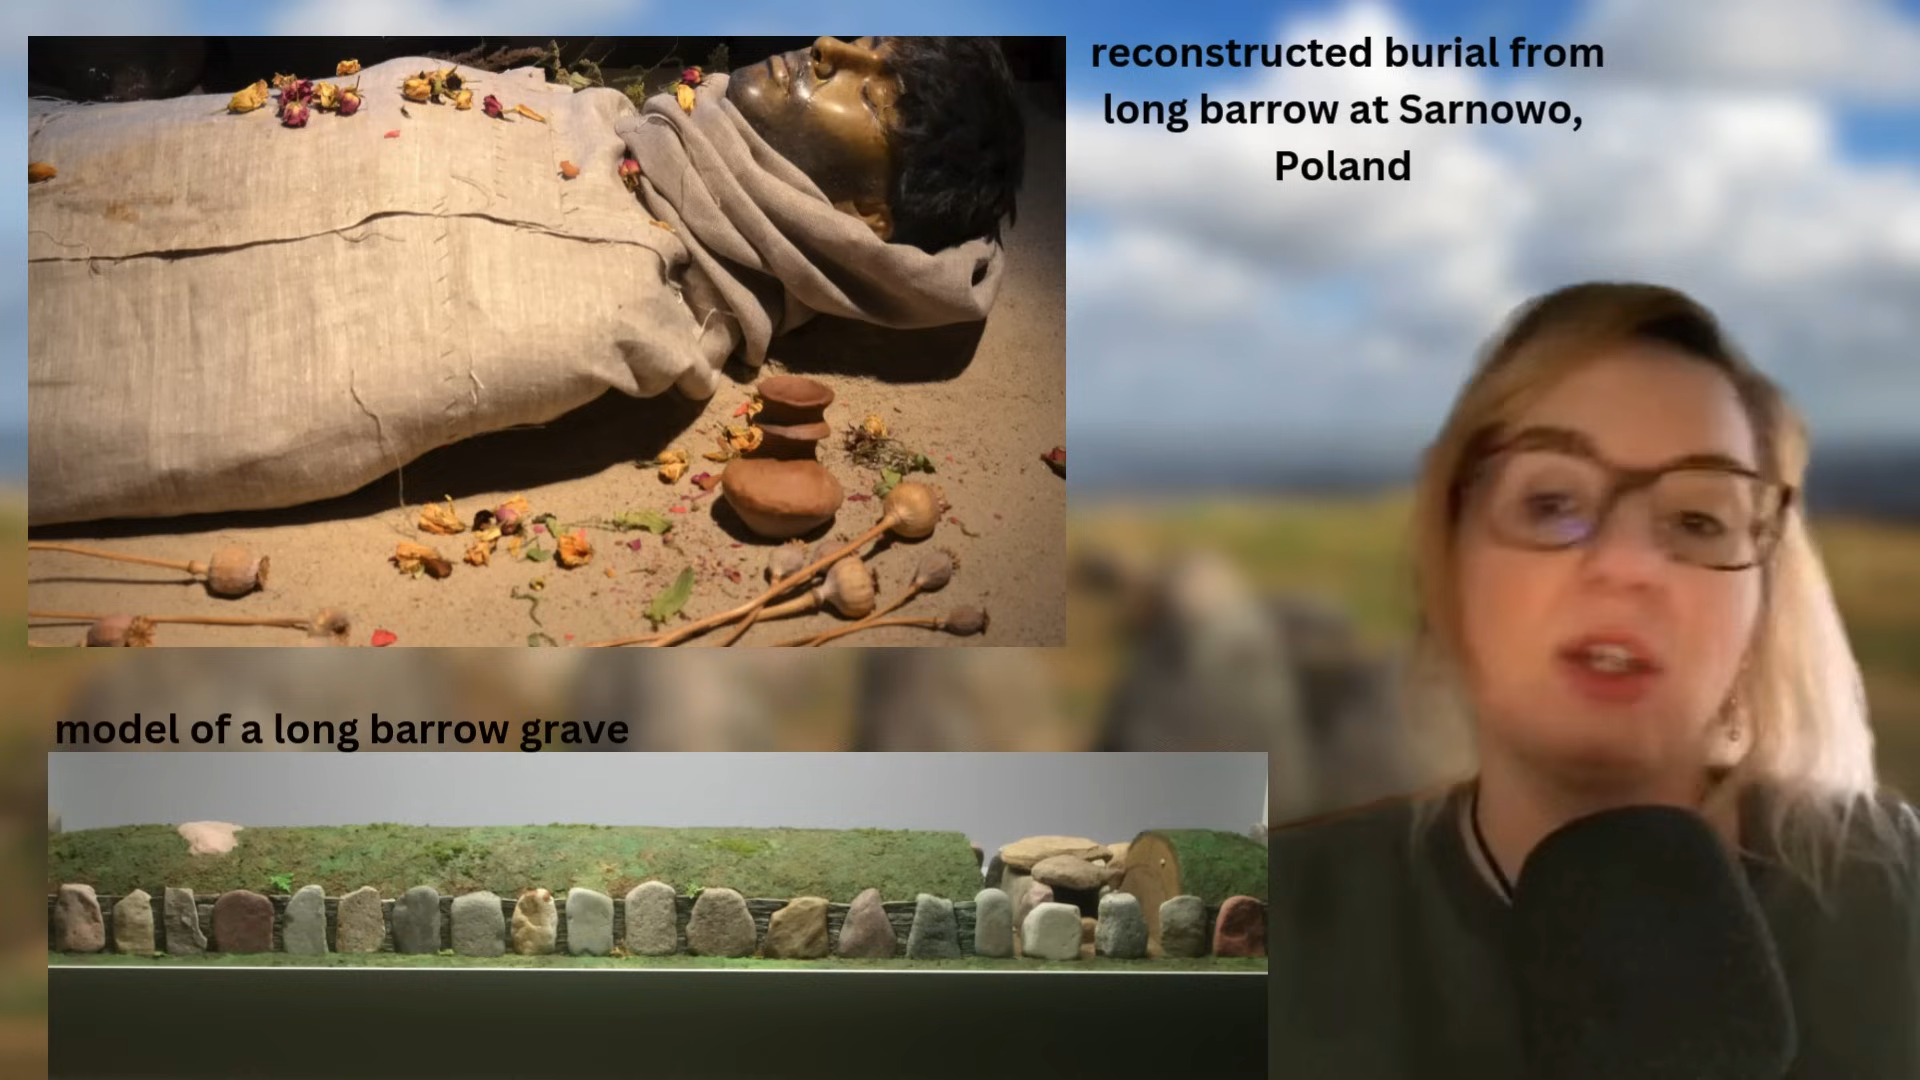 reconstructed burial from
long barrow at Sarnowo,
Poland
model of a long barrow grave